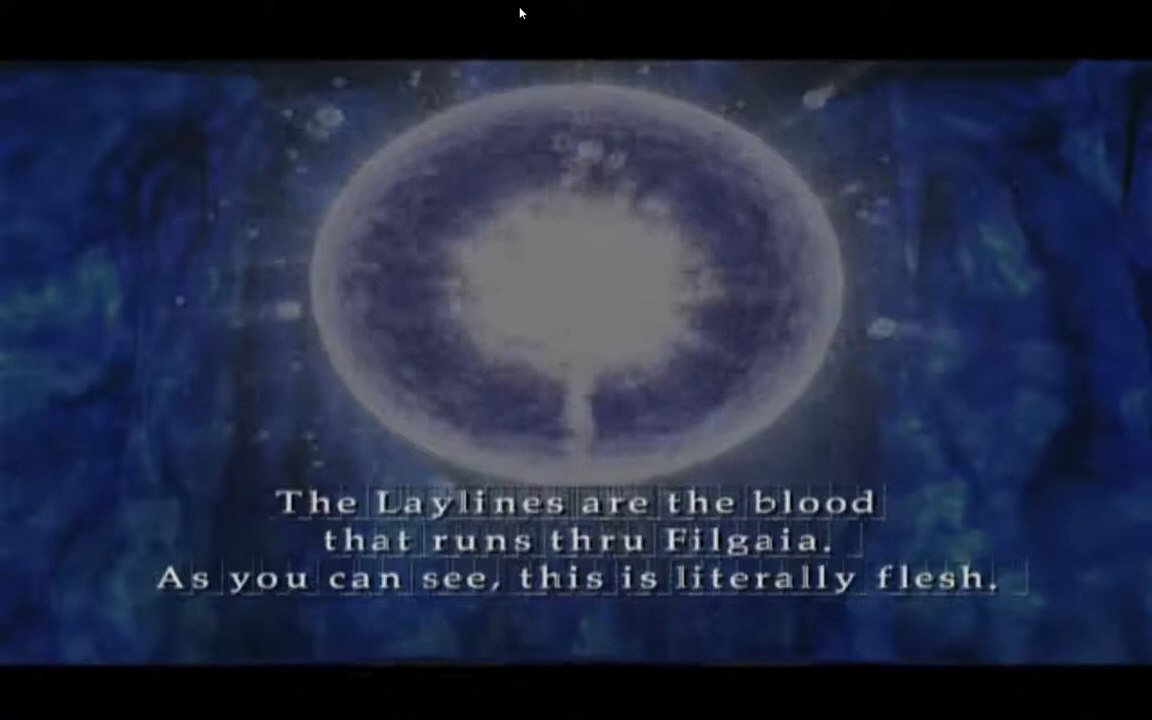 The Laylines are the blood
that runs thru Filgaia.
As you can see, this is literally flesh.